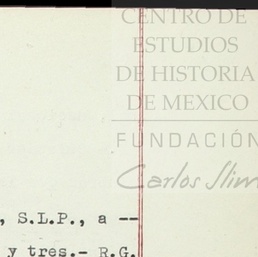 CENTRO DE
ESTUDIOS
DE HISTORIA
DE MEXICO
FUNDACIÓN
Carlos Slim
, S.L.P., a --
y tres.- R.G.